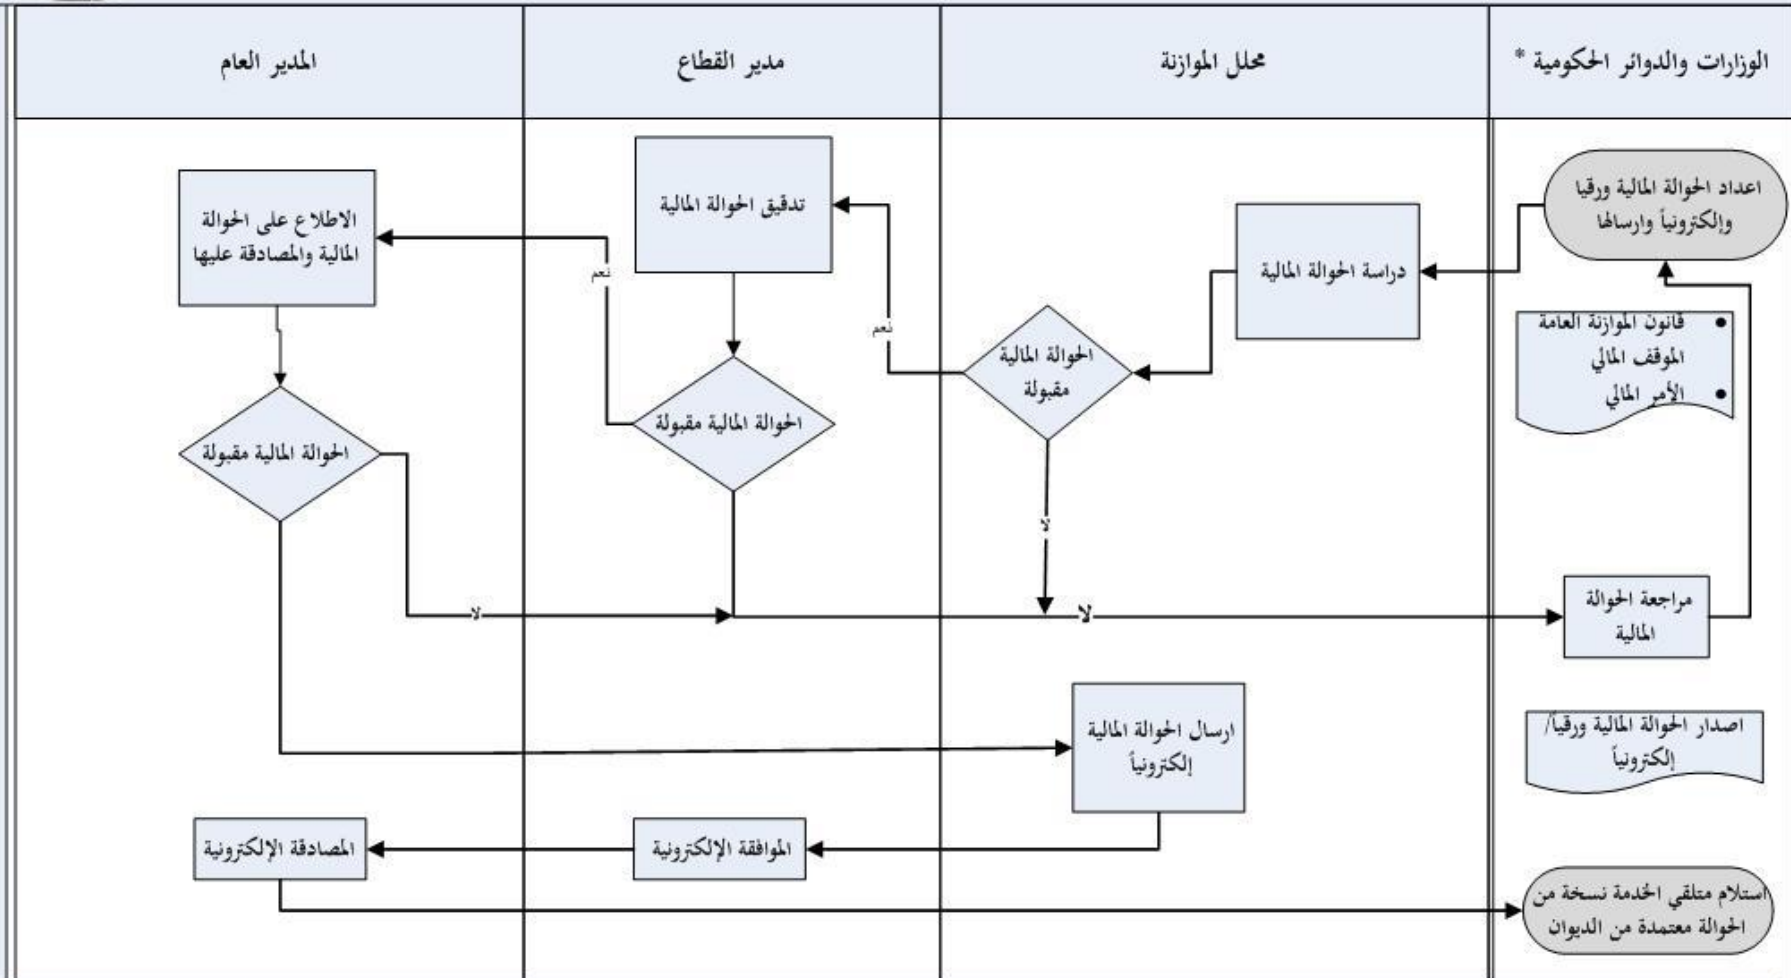 الوزارات والدوائر الحكومية *
محلل الموازنة
مدير القطاع
المدير العام
اعداد الحوالة المالية ورقيا
وإلكترونياً وارسالها
دراسة الحوالة المالية
تدقيق الحوالة المالية
الاطلاع على الحوالة
المالية والمصادقة عليها
نعم
نعم
• قانون الموازنة العامة
الموقف المالي
• الأمر المالي
الحوالة المالية
مقبولة
الحوالة المالية مقبولة
الحوالة المالية مقبولة
لا
لا
لا
مراجعة الحوالة
المالية
ارسال الحوالة المالية
إلكترونياً
اصدار الحوالة المالية ورقياً/
إلكترونياً
الموافقة الإلكترونية
المصادقة الإلكترونية
استلام متلقي الخدمة نسخة من
الحوالة معتمدة من الديوان